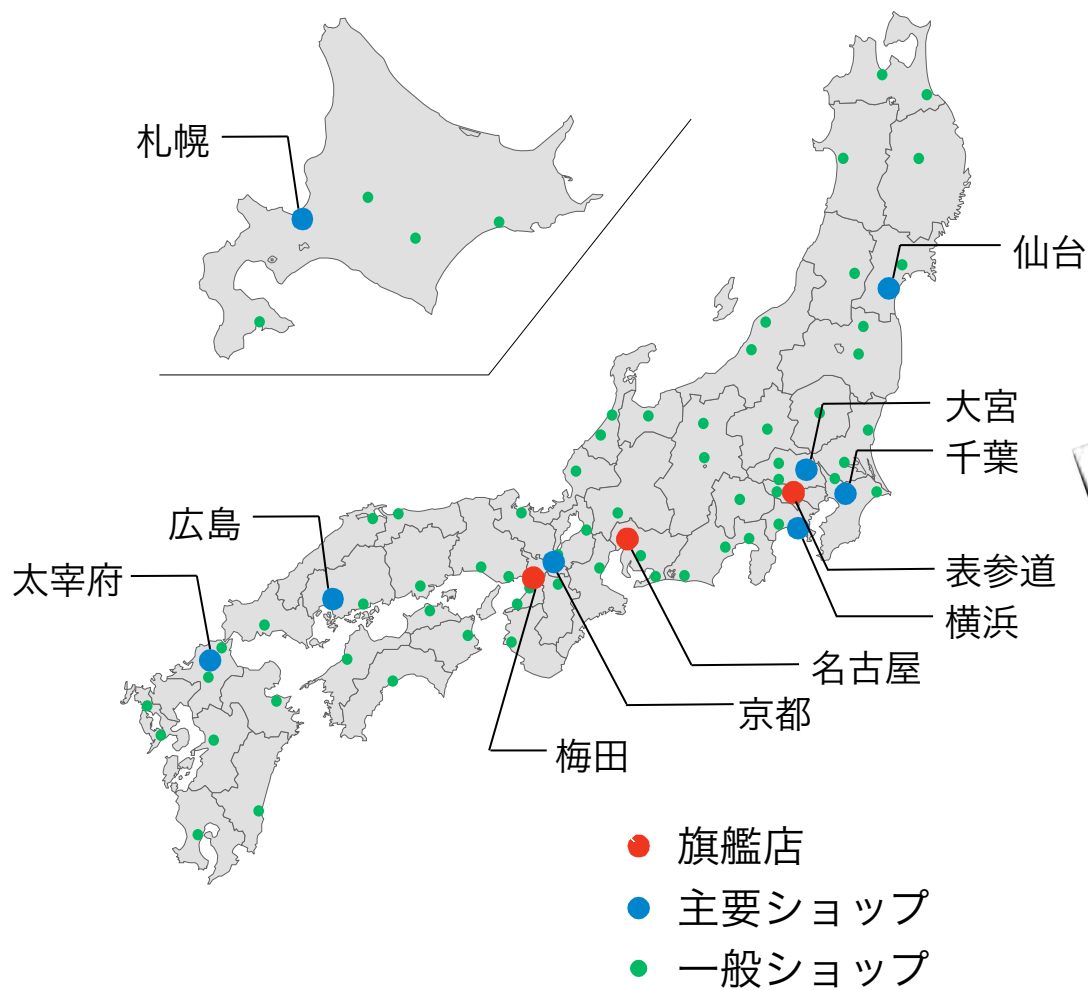 札幌
仙台
大宮
千葉
広島
太宰府
表参道
横浜
名古屋
京都
梅田
旗艦店
主要ショップ
一般ショップ